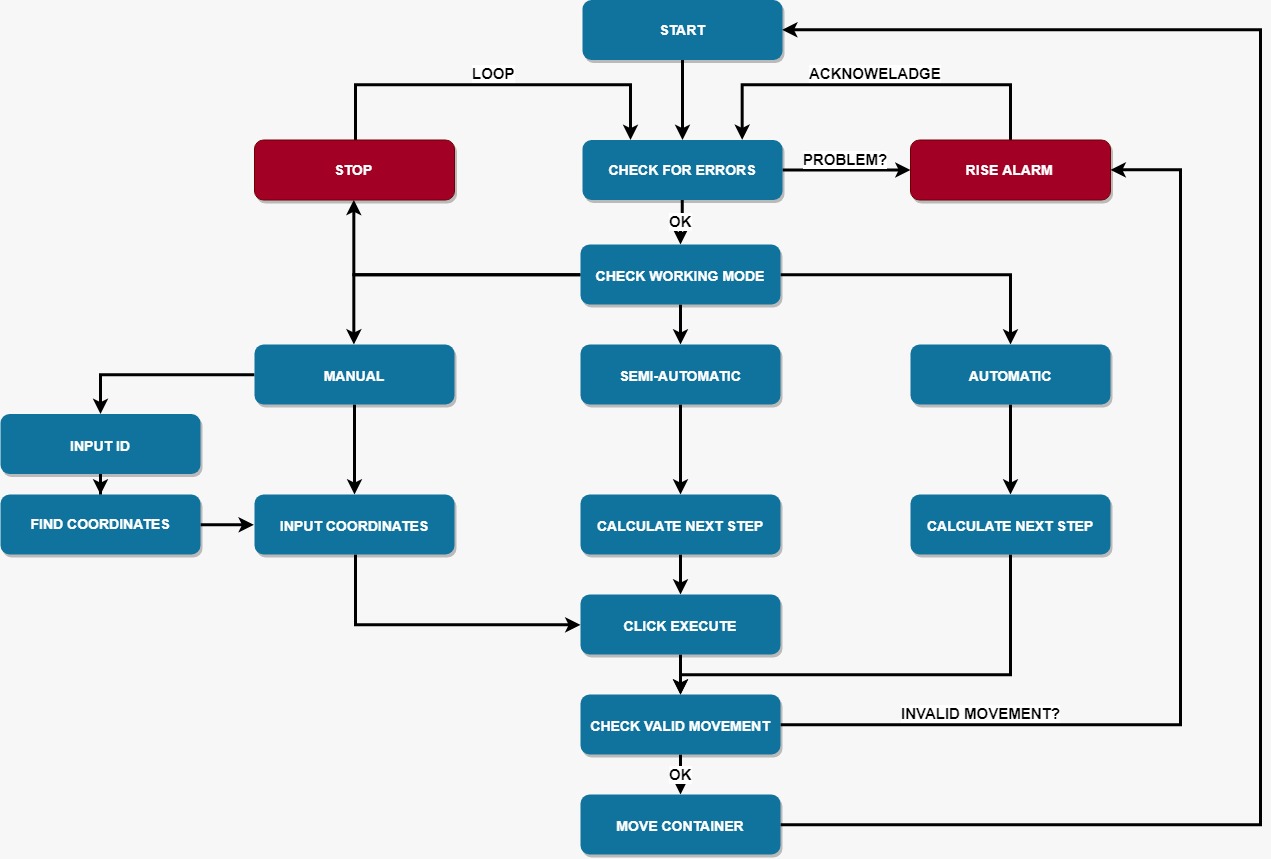 START
LOOP
ACKNOWELADGE
STOP
CHECK FOR ERRORS
PROBLEM?
RISE ALARM
OK
CHECK WORKING MODE
MANUAL
SEMI-AUTOMATIC
AUTOMATIC
INPUT ID
FIND COORDINATES
INPUT COORDINATES
CALCULATE NEXT STEP
CALCULATE NEXT STEP
CLICK EXECUTE
CHECK VALID MOVEMENT
INVALID MOVEMENT?
OK
MOVE CONTAINER